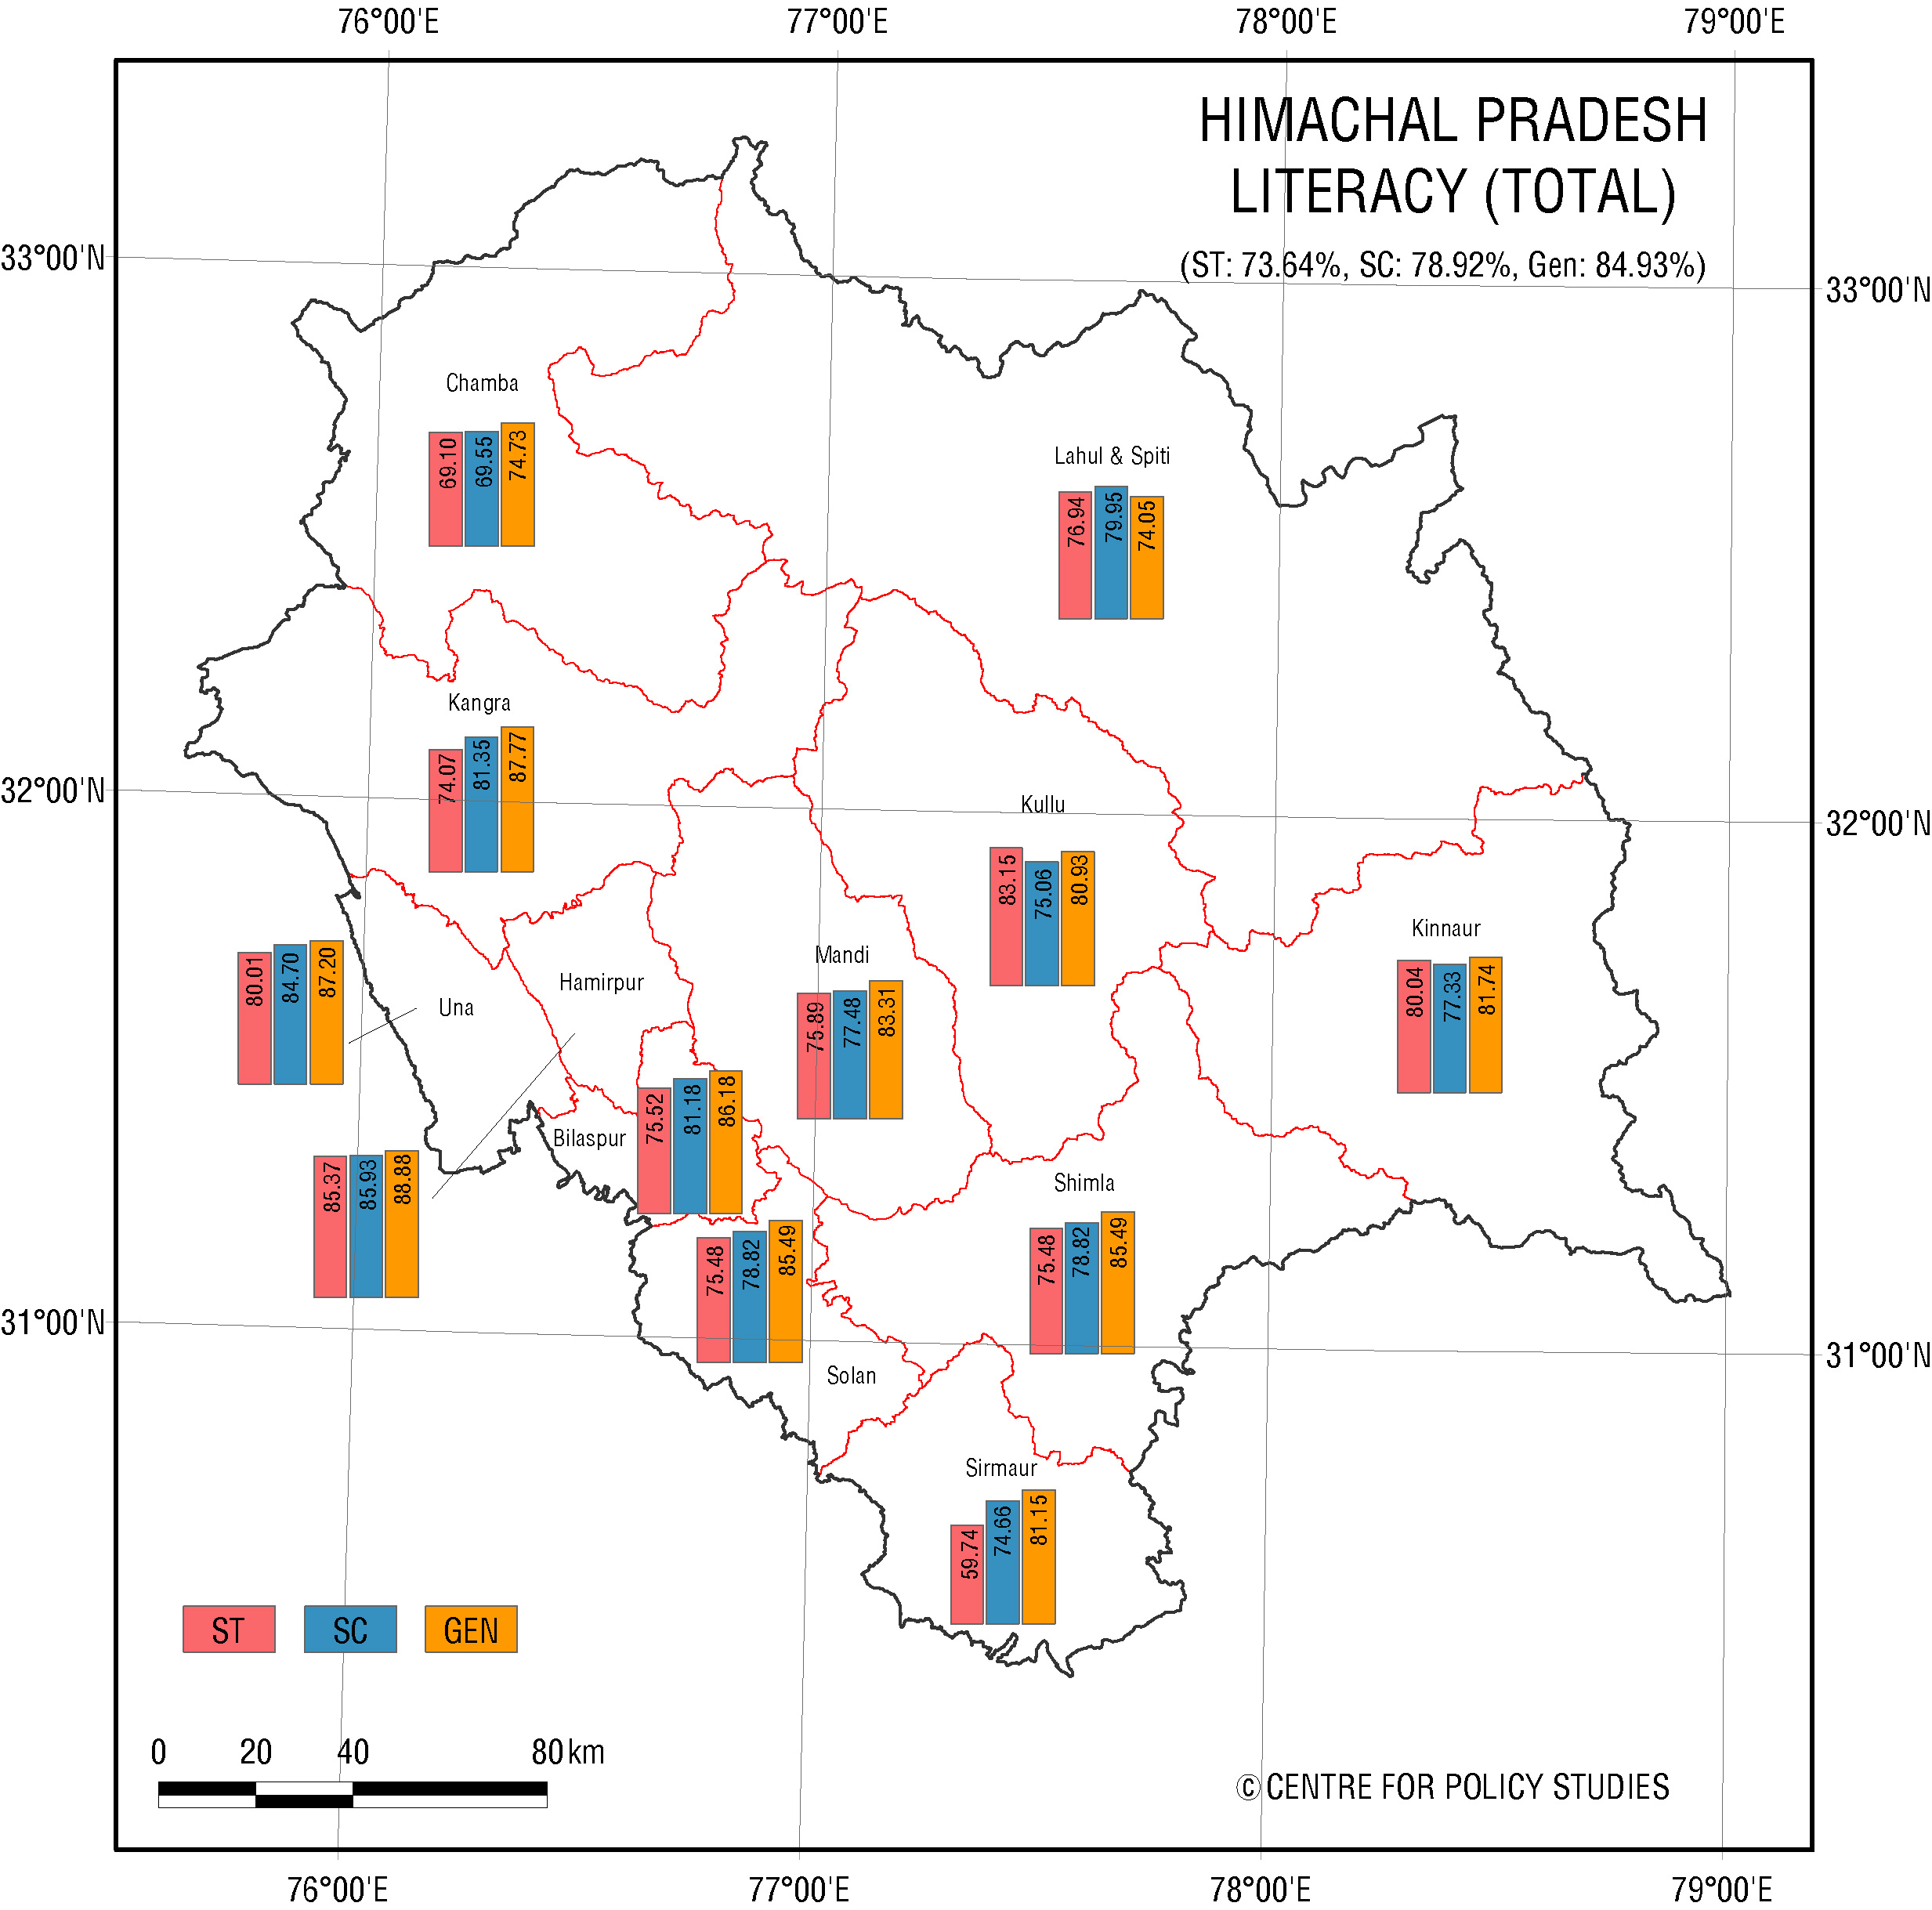 76°00'E
77°00'E
78°00'E
79°00'E
HIMACHAL PRADESH
LITERACY (TOTAL)
(ST: 73.64%, SC: 78.92%, Gen: 84.93%)
33°00'N
33°00'N
Chamba
69.10
69.55
74.73
Lahul & Spiti
76.94
79.95
74.05
Kangra
74.07
81.35
87.77
32°00'N
32°00'N
Kullu
83.15
75.06
80.93
Kinnaur
80.04
77.33
81.74
Mandi
75.89
77.48
83.31
Hamirpur
Una
80.01
84.70
87.20
Bilaspur
75.52
81.18
86.18
85.37
85.93
88.88
Shimla
75.48
78.82
85.49
75.48
78.82
85.49
31°00'N
31°00'N
Solan
Sirmaur
59.74
74.66
81.15
ST
SC
GEN
0 20 40 80 km
© CENTRE FOR POLICY STUDIES
76°00'E
77°00'E
78°00'E
79°00'E